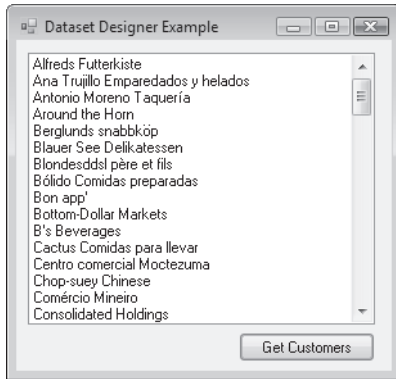 Dataset Designer Example
Alfreds Futterkiste
Ana Trujillo Emparedados y helados
Antonio Moreno Taquería
Around the Horn
Berglunds snabbköp
Blauer See Delikatessen
Blondesddsl père et fils
Bólido Comidas preparadas
Bon app'
Bottom-Dollar Markets
B's Beverages
Cactus Comidas para llevar
Centro comercial Moctezuma
Chop-suey Chinese
Comércio Mineiro
Consolidated Holdings
Get Customers